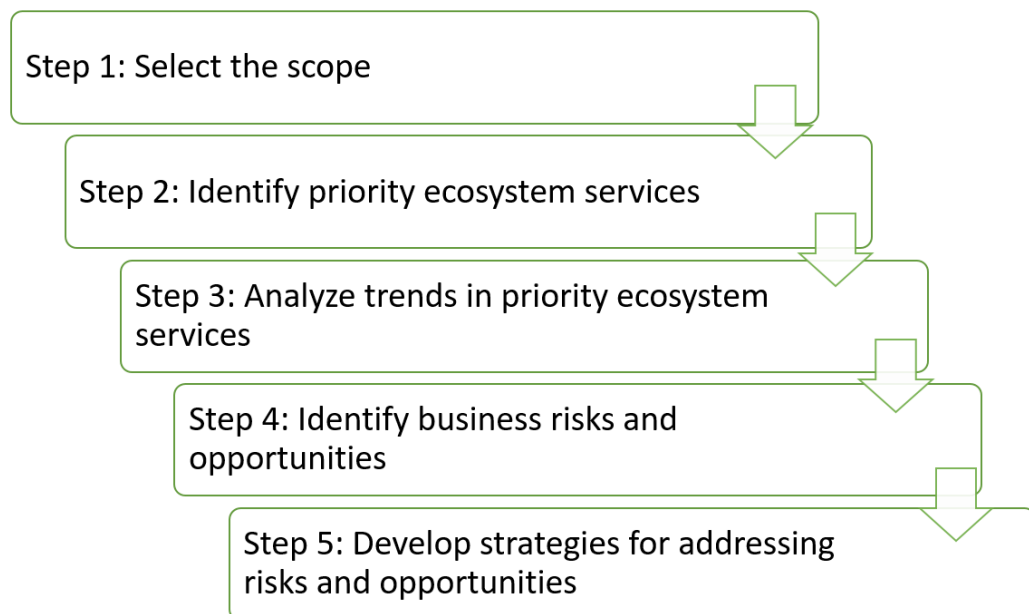 Step 1: Select the scope
Step 2: Identify priority ecosystem services
Step 3: Analyze trends in priority ecosystem
services
Step 4: Identify business risks and
opportunities
Step 5: Develop strategies for addressing
risks and opportunities